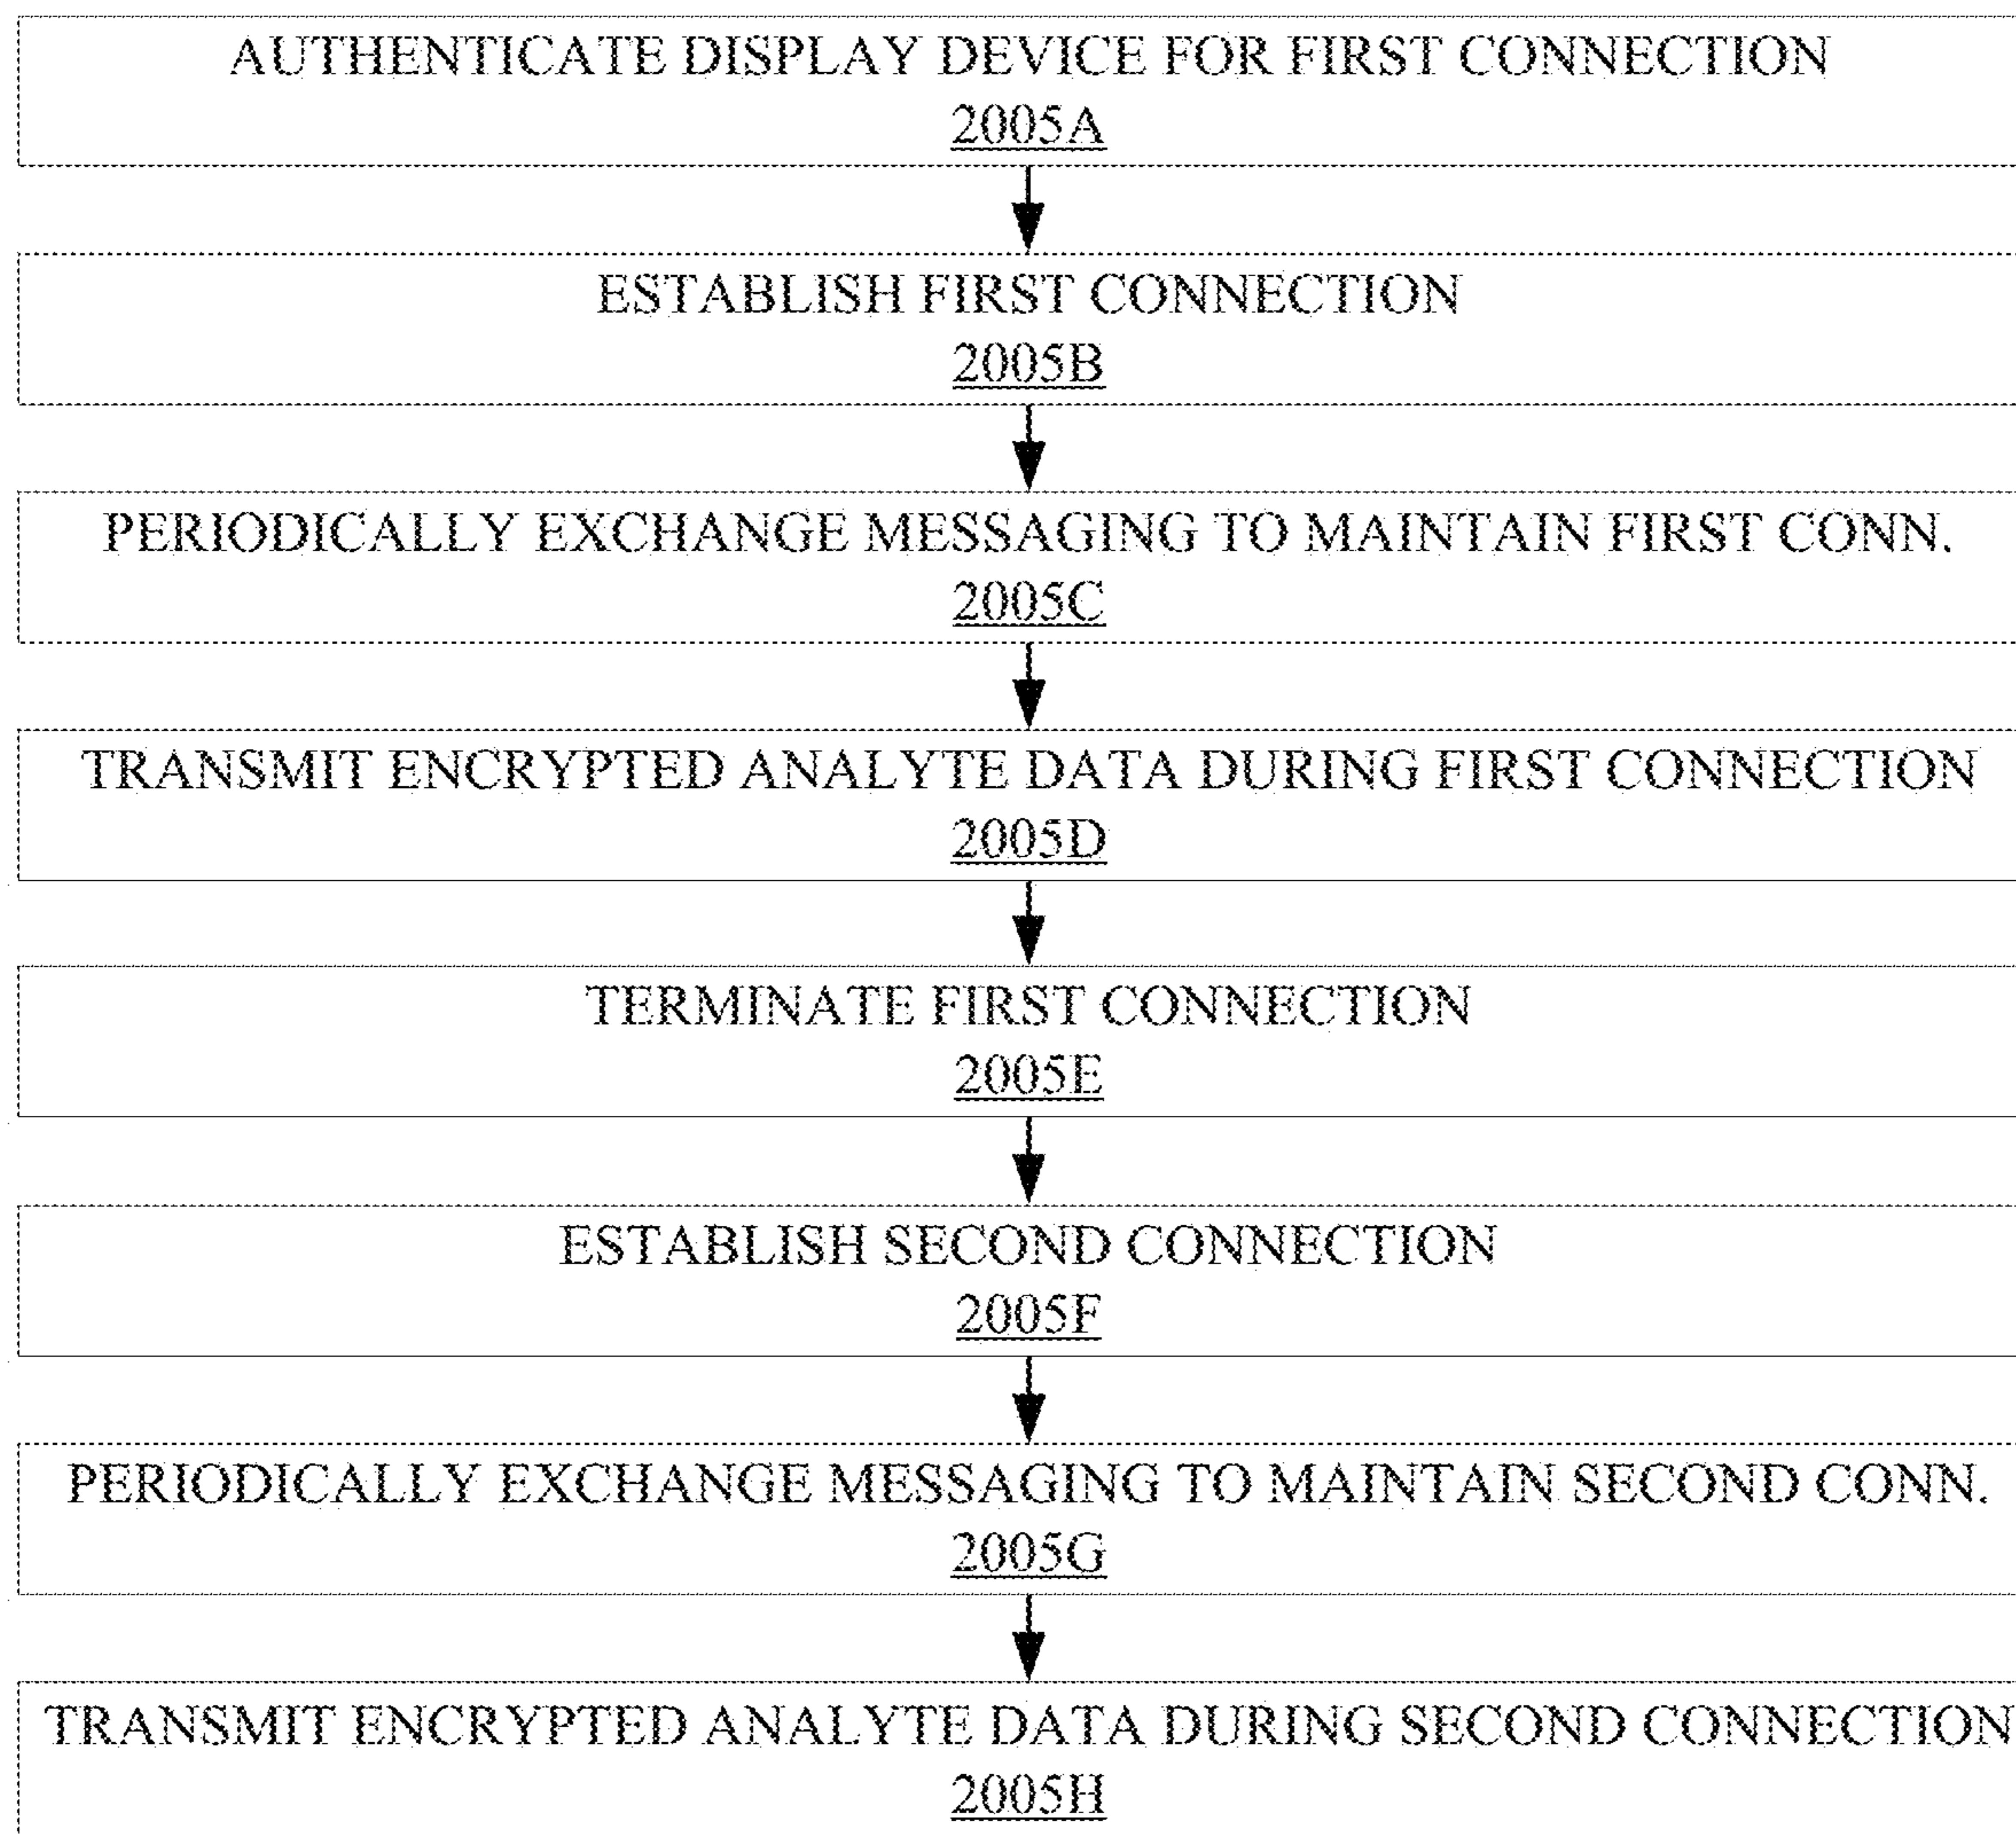 AUTHENTICATE DISPLAY DEVICE FOR FIRST CONNECTION
2005A
ESTABLISH FIRST CONNECTION
2005B
PERIODICALLY EXCHANGE MESSAGING TO MAINTAIN FIRST CONN.
2005C
TRANSMIT ENCRYPTED ANALYTE DATA DURING FIRST CONNECTION
2005D
TERMINATE FIRST CONNECTION
2005E
ESTABLISH SECOND CONNECTION
2005F
PERIODICALLY EXCHANGE MESSAGING TO MAINTAIN SECOND CONN.
2005G
TRANSMIT ENCRYPTED ANALYTE DATA DURING SECOND CONNECTION
2005H